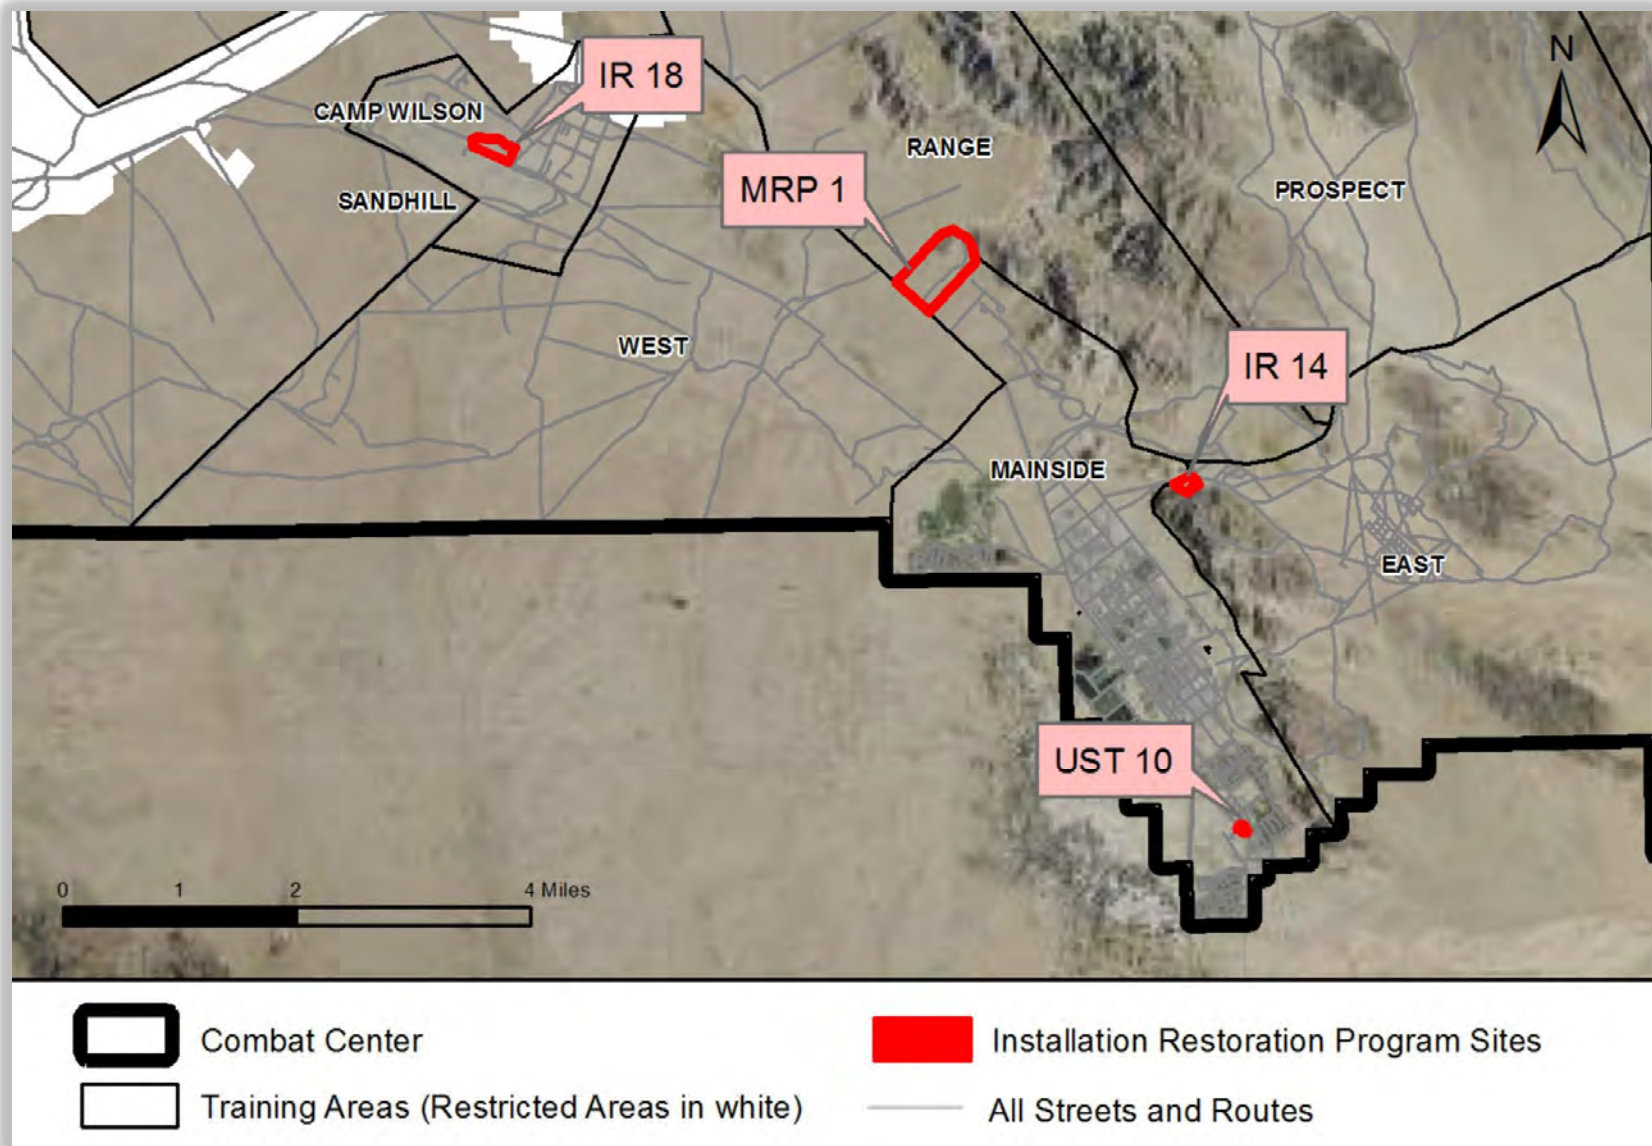 N
IR 18
CAMP WILSON
RANGE
MRP 1
PROSPECT
SANDHILL
WEST
IR 14
MAINSIDE
EAST
UST 10
0 1 2 4 Miles
Combat Center
Installation Restoration Program Sites
Training Areas (Restricted Areas in white)
All Streets and Routes